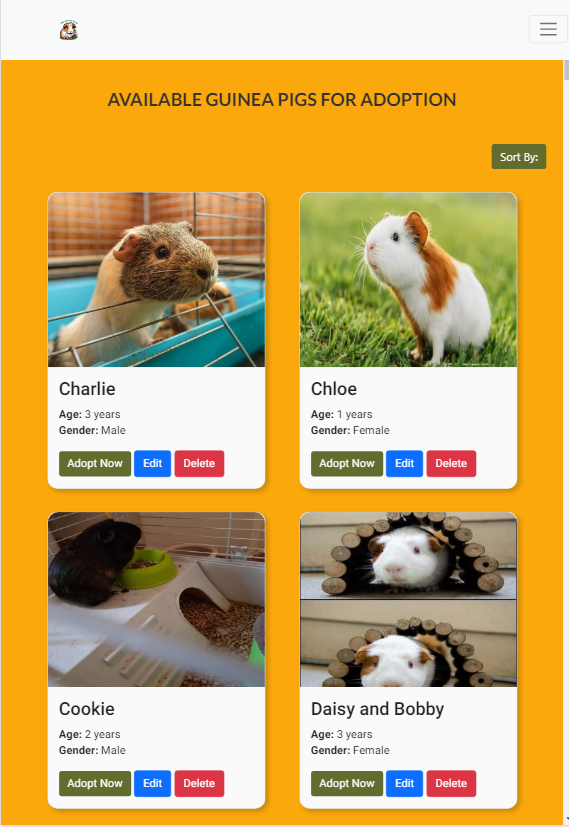 AVAILABLE GUINEA PIGS FOR ADOPTION
Sort By:
Charlie
Age: 3 years
Gender: Male
Adopt Now Edit Delete
Chloe
Age: 1 years
Gender: Female
Adopt Now Edit Delete
Cookie
Age: 2 years
Gender: Male
Adopt Now Edit Delete
Daisy and Bobby
Age: 3 years
Gender: Female
Adopt Now Edit Delete